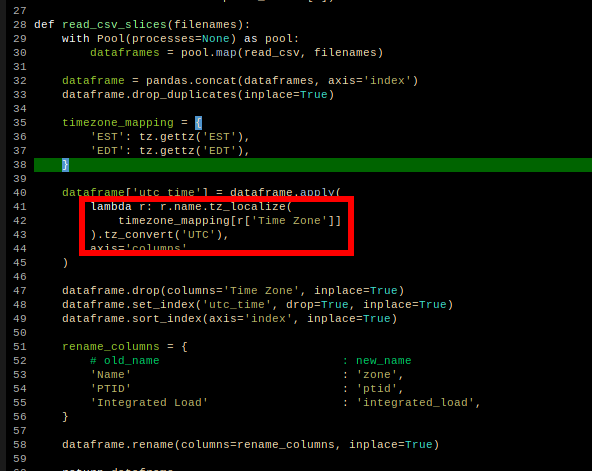 27
28 def read_csv_slices(filenames):
29     with Pool(processes=None) as pool:
30         dataframes = pool.map(read_csv, filenames)
31
32     dataframe = pandas.concat(dataframes, axis='index')
33     dataframe.drop_duplicates(inplace=True)
34
35     timezone_mapping = {
36         'EST': tz.gettz('EST'),
37         'EDT': tz.gettz('EDT'),
38     }
39
40     dataframe['utc_time'] = dataframe.apply(
41         lambda r: r.name.tz_localize(
42             timezone_mapping[r['Time Zone']]
43         ).tz_convert('UTC'),
44         axis='columns'
45     )
46
47     dataframe.drop(columns='Time Zone', inplace=True)
48     dataframe.set_index('utc_time', drop=True, inplace=True)
49     dataframe.sort_index(axis='index', inplace=True)
50
51     rename_columns = {
52         # old_name                          : new_name
53         'Name'                              : 'zone',
54         'PTID'                              : 'ptid',
55         'Integrated Load'                   : 'integrated_load',
56     }
57
58     dataframe.rename(columns=rename_columns, inplace=True)
59
60     return dataframe